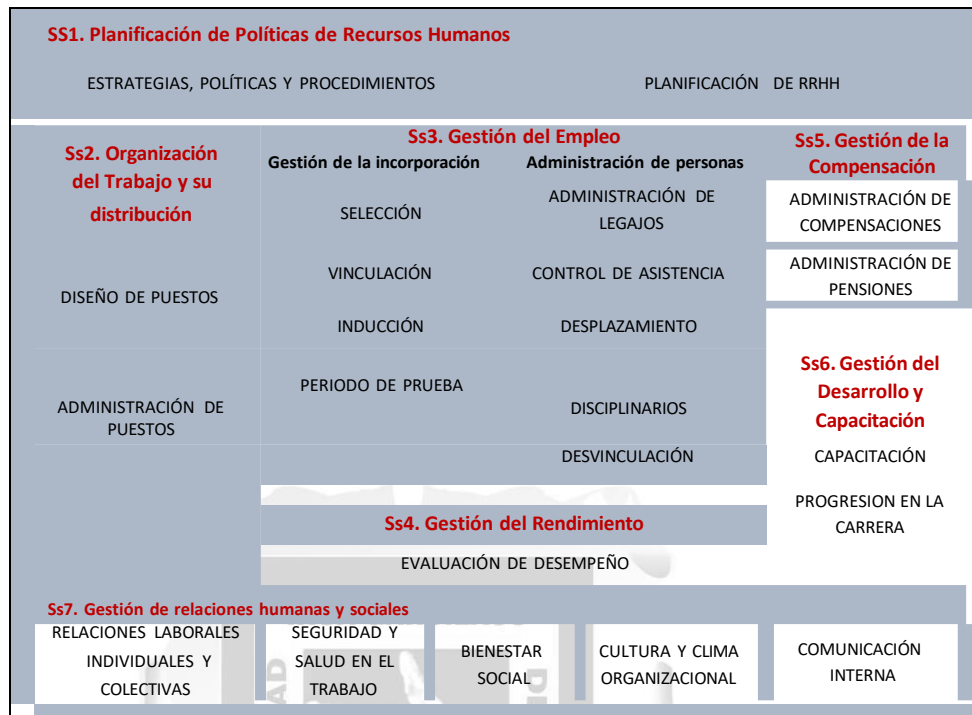 SS1. Planificación de Políticas de Recursos Humanos
ESTRATEGIAS, POLÍTICAS Y PROCEDIMIENTOS
PLANIFICACIÓN DE RRHH
Ss2. Organización
del Trabajo y su
distribución
DISEÑO DE PUESTOS
ADMINISTRACIÓN DE
PUESTOS
Ss3. Gestión del Empleo
Gestión de la incorporación
SELECCIÓN
VINCULACIÓN
INDUCCIÓN
PERIODO DE PRUEBA
Administración de personas
ADMINISTRACIÓN DE
LEGAJOS
CONTROL DE ASISTENCIA
DESPLAZAMIENTO
DISCIPLINARIOS
DESVINCULACIÓN
Ss4. Gestión del Rendimiento
EVALUACIÓN DE DESEMPEÑO
Ss5. Gestión de la
Compensación
ADMINISTRACIÓN DE
COMPENSACIONES
ADMINISTRACIÓN DE
PENSIONES
Ss6. Gestión del
Desarrollo y
Capacitación
CAPACITACIÓN
PROGRESION EN LA
CARRERA
Ss7. Gestión de relaciones humanas y sociales
RELACIONES LABORALES
INDIVIDUALES Y
COLECTIVAS
SEGURIDAD Y
SALUD EN EL
TRABAJO
BIENESTAR
SOCIAL
CULTURA Y CLIMA
ORGANIZACIONAL
COMUNICACIÓN
INTERNA